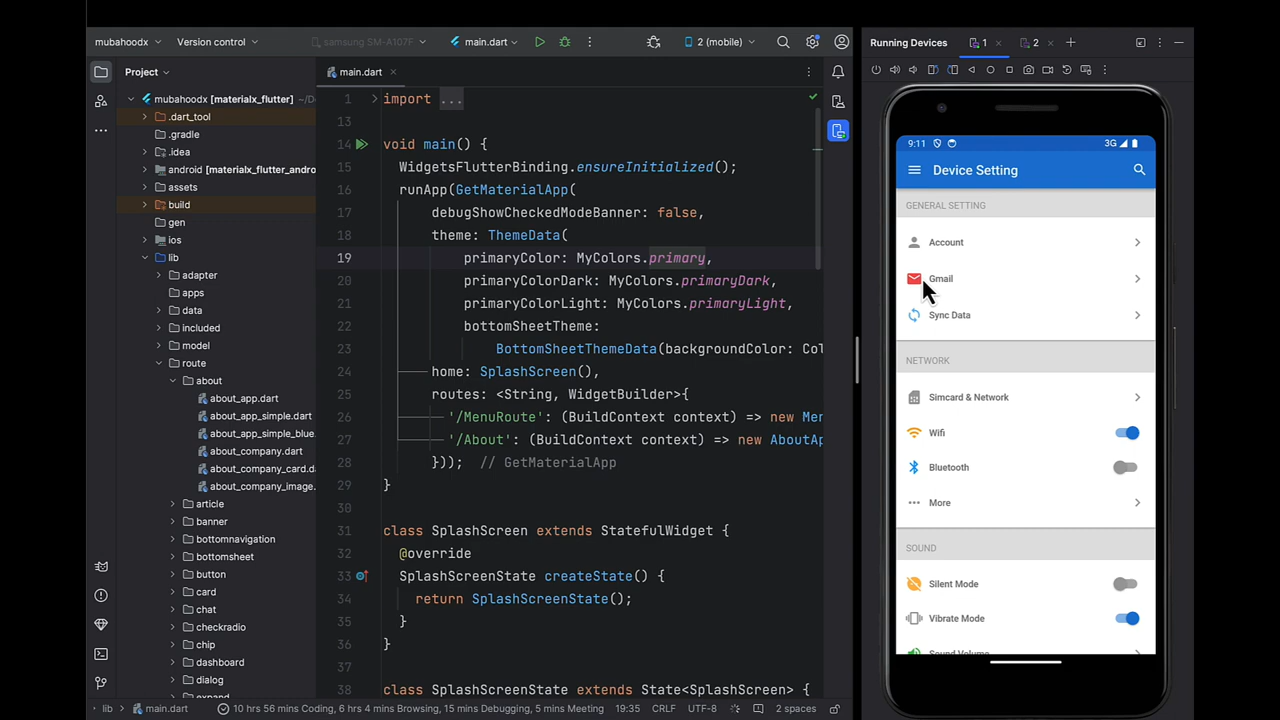 mubahoodx
Version control
samsung SM-A107F
main.dart
2 (mobile)
Running Devices
1
2
Project
main.dart
mubahoodx [materialx_flutter] ~/D
.dart_tool
.gradle
.idea
android [materialx_flutter_andro
assets
build
gen
ios
lib
adapter
apps
data
included
model
route
about
about_app.dart
about_app_simple.dart
about_app_simple_blue.
about_company.dart
about_company_card.da
about_company_image.
article
banner
bottomnavigation
bottomsheet
button
card
chat
checkradio
chip
dashboard
dialog
expand
1 import ...
13
14 void main() {
15 WidgetsFlutterBinding.ensureInitialized();
16 runApp(GetMaterialApp(
17 debugShowCheckedModeBanner: false,
18 theme: ThemeData(
19 primaryColor: MyColors.primary,
20 primaryColorDark: MyColors.primaryDark,
21 primaryColorLight: MyColors.primaryLight,
22 bottomSheetTheme:
23 BottomSheetThemeData(backgroundColor: Col
24 home: SplashScreen(),
25 routes: <String, WidgetBuilder>{
26 '/MenuRoute': (BuildContext context) => new Men
27 '/About': (BuildContext context) => new AboutAp
28 })); // GetMaterialApp
29 }
30
31 class SplashScreen extends StatefulWidget {
32 @override
33 SplashScreenState createState() {
34 return SplashScreenState();
35 }
36 }
37
38 class SplashScreenState extends State<SplashScreen> {
9:11
3G
Device Setting
GENERAL SETTING
Account
Gmail
Sync Data
NETWORK
Simcard & Network
Wifi
Bluetooth
More
SOUND
Silent Mode
Vibrate Mode
Sound Volume
lib
main.dart
10 hrs 56 mins Coding, 6 hrs 4 mins Browsing, 15 mins Debugging, 5 mins Meeting
19:35
CRLF
UTF-8
2 spaces